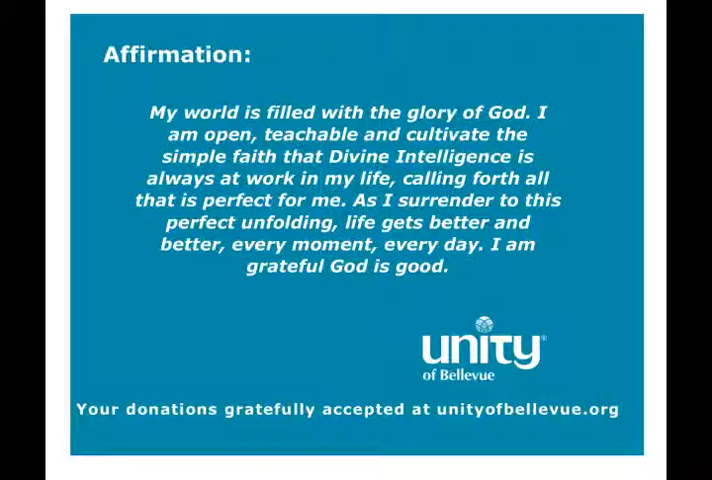 Affirmation:
My world is filled with the glory of God. I
am open, teachable and cultivate the
simple faith that Divine Intelligence is
always at work in my life, calling forth all
that is perfect for me. As I surrender to this
perfect unfolding, life gets better and
better, every moment, every day. I am
grateful God is good.
unity®
of Bellevue
Your donations gratefully accepted at unityofbellevue.org